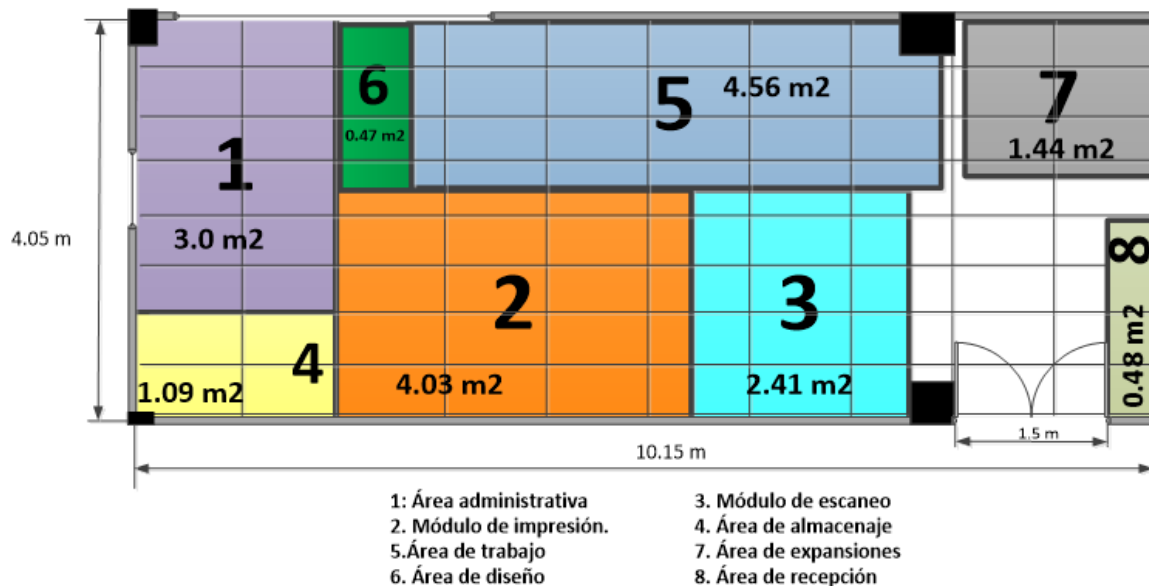 6
0.47 m2
5
4.56 m2
7
1.44 m2
1
3.0 m2
4.05 m
2
4.03 m2
3
2.41 m2
8
0.48 m2
4
1.09 m2
1.5 m
10.15 m
1: Área administrativa
2. Módulo de impresión.
5.Área de trabajo
6. Área de diseño
3. Módulo de escaneo
4. Área de almacenaje
7. Área de expansiones
8. Área de recepción